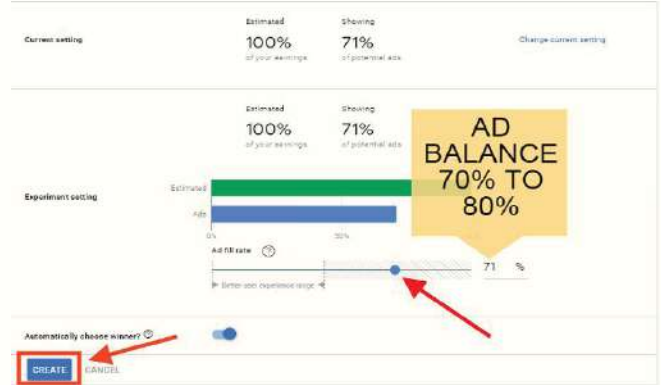 Estimated Showing
Current setting 100% 71% Change current setting
of your earnings of potential ads
Estimated Showing
100% 71%
of your earnings of potential ads
AD
BALANCE
70% TO
80%
Experiment setting
Estimated
Ads
0% 50%
Ad fill rate
71 %
Better user experience range
Automatically choose winner?
CREATE CANCEL